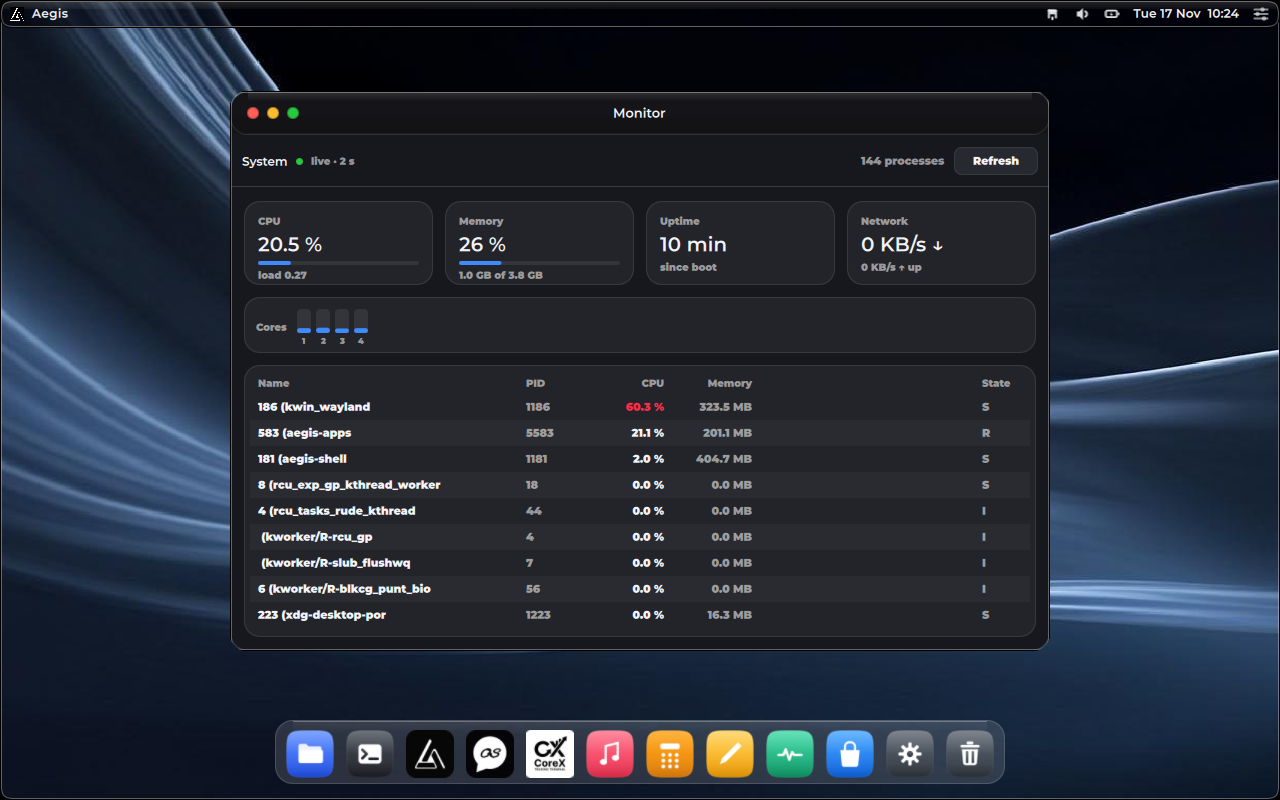 Aegis
Tue 17 Nov 10:24
Monitor
System live · 2 s
144 processes
Refresh
CPU
20.5 %
load 0.27
Memory
26 %
1.0 GB of 3.8 GB
Uptime
10 min
since boot
Network
0 KB/s ↓
0 KB/s ↑ up
Cores
1 2 3 4
Name PID CPU Memory State
186 (kwin_wayland 1186 60.3 % 323.5 MB S
583 (aegis-apps 5583 21.1 % 201.1 MB R
181 (aegis-shell 1181 2.0 % 404.7 MB S
8 (rcu_exp_gp_kthread_worker 18 0.0 % 0.0 MB S
4 (rcu_tasks_rude_kthread 44 0.0 % 0.0 MB I
(kworker/R-rcu_gp 4 0.0 % 0.0 MB I
(kworker/R-slub_flushwq 7 0.0 % 0.0 MB I
6 (kworker/R-blkcg_punt_bio 56 0.0 % 0.0 MB I
223 (xdg-desktop-por 1223 0.0 % 16.3 MB S
as
CX
CoreX